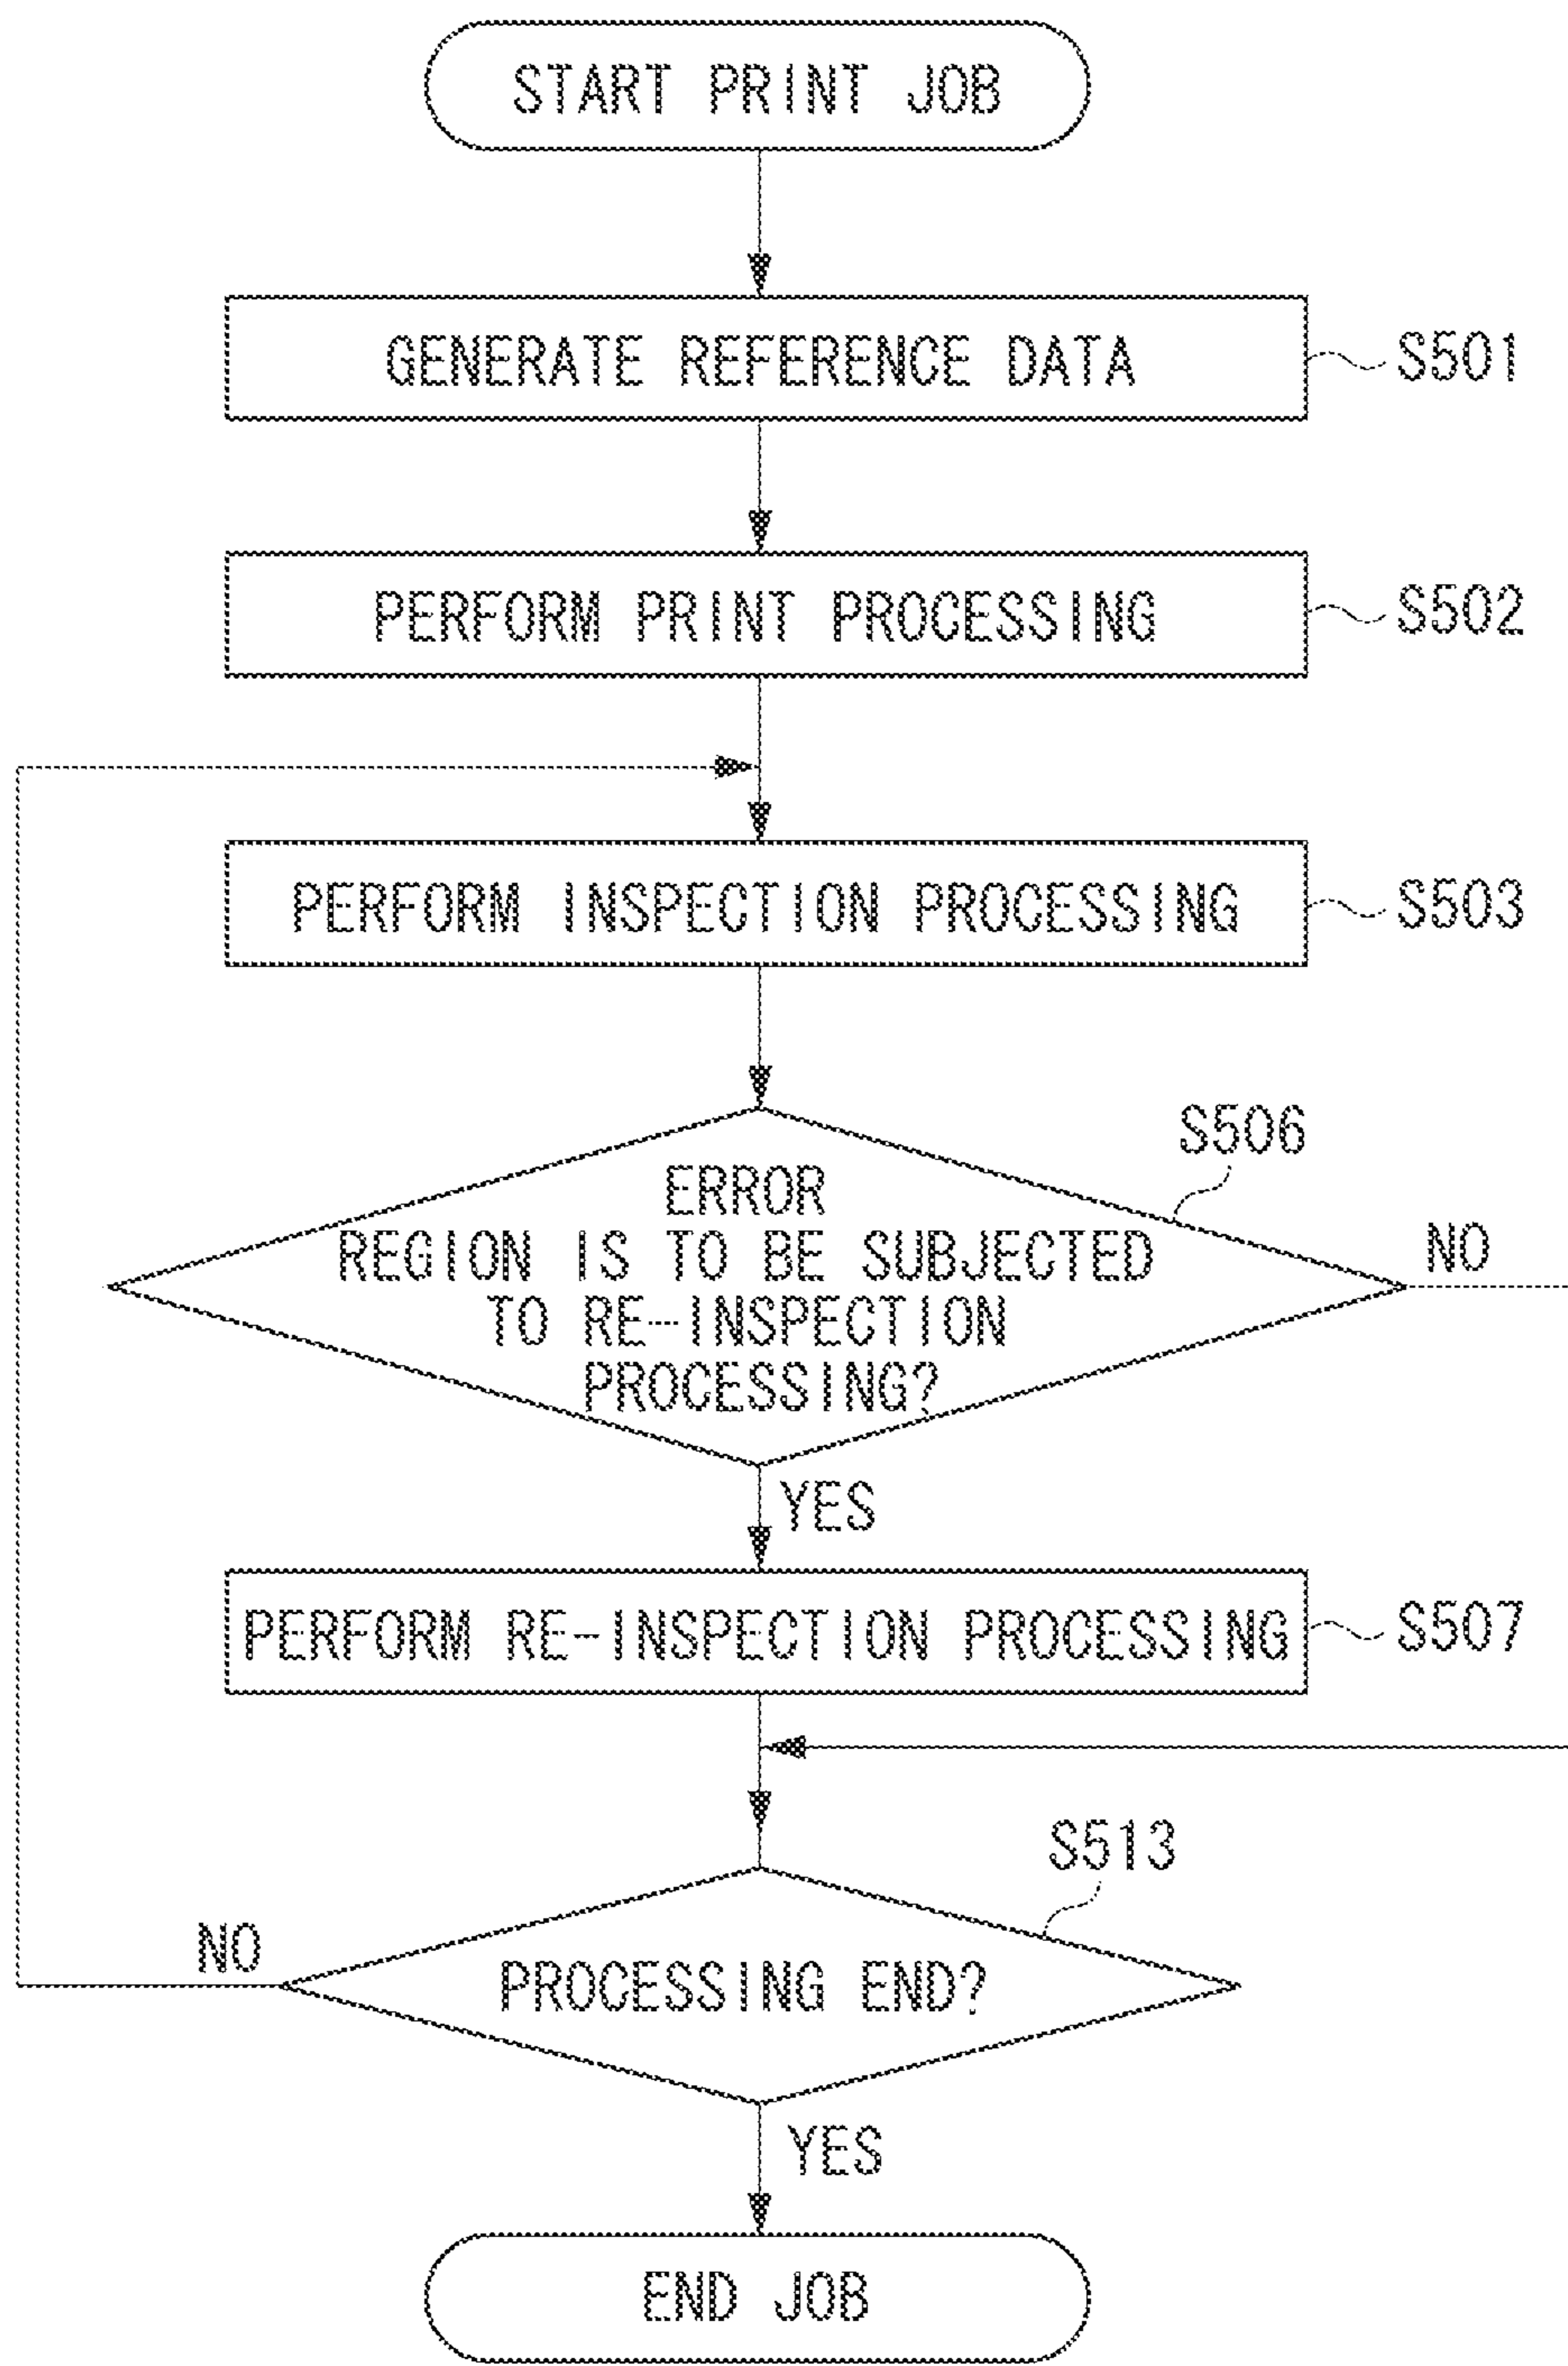 START PRINT JOB
GENERATE REFERENCE DATA
S501
PERFORM PRINT PROCESSING
S502
PERFORM INSPECTION PROCESSING
S503
S506
ERROR
REGION IS TO BE SUBJECTED
TO RE-INSPECTION
PROCESSING?
NO
YES
PERFORM RE-INSPECTION PROCESSING
S507
S513
NO
PROCESSING END?
YES
END JOB